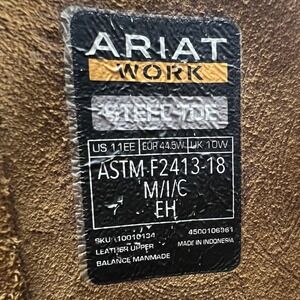 ARIAT
WORK
STEEL TOE
US 11EE EUR 44.5W UK 10W
ASTM F2413-18
M/I/C
EH
SKU: 10010134 4500106961
LEATHER UPPER MADE IN INDONESIA
BALANCE MANMADE